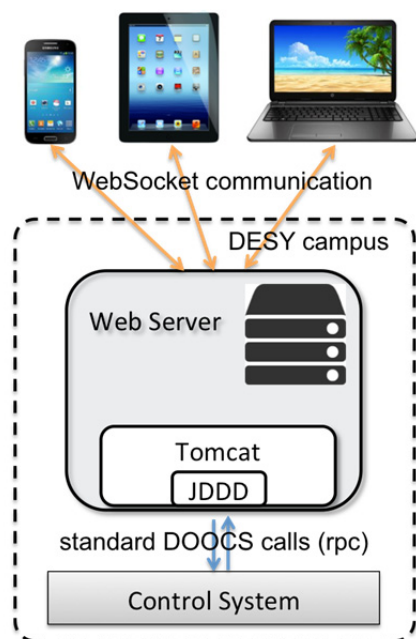 WebSocket communication
DESY campus
Web Server
Tomcat
JDDD
standard DOOCS calls (rpc)
Control System